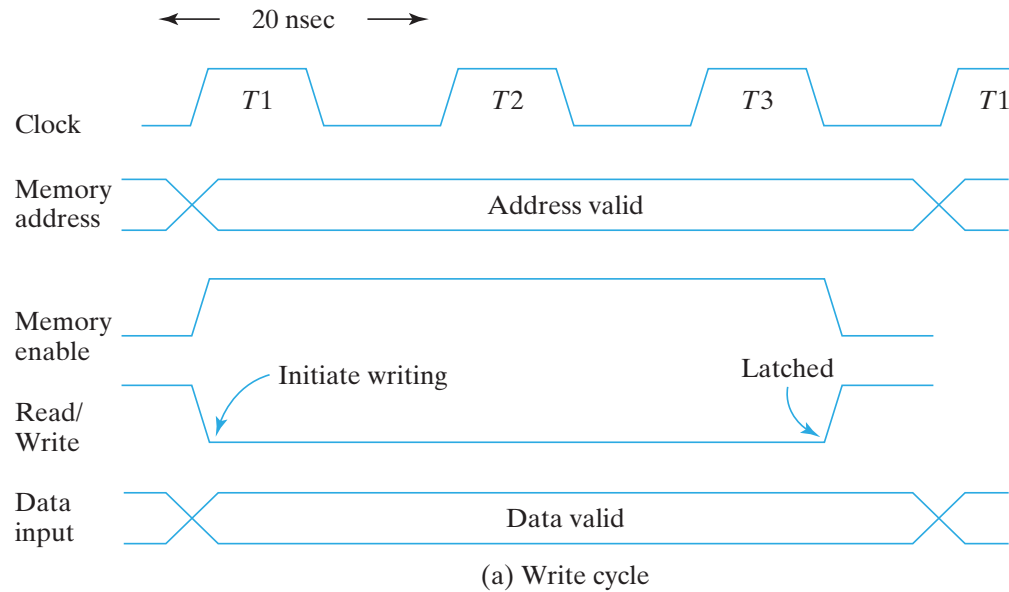 20 nsec
T1 T2 T3 T1
Clock
Memory
address
Address valid
Memory
enable
Initiate writing
Latched
Read/
Write
Data
input
Data valid
(a) Write cycle